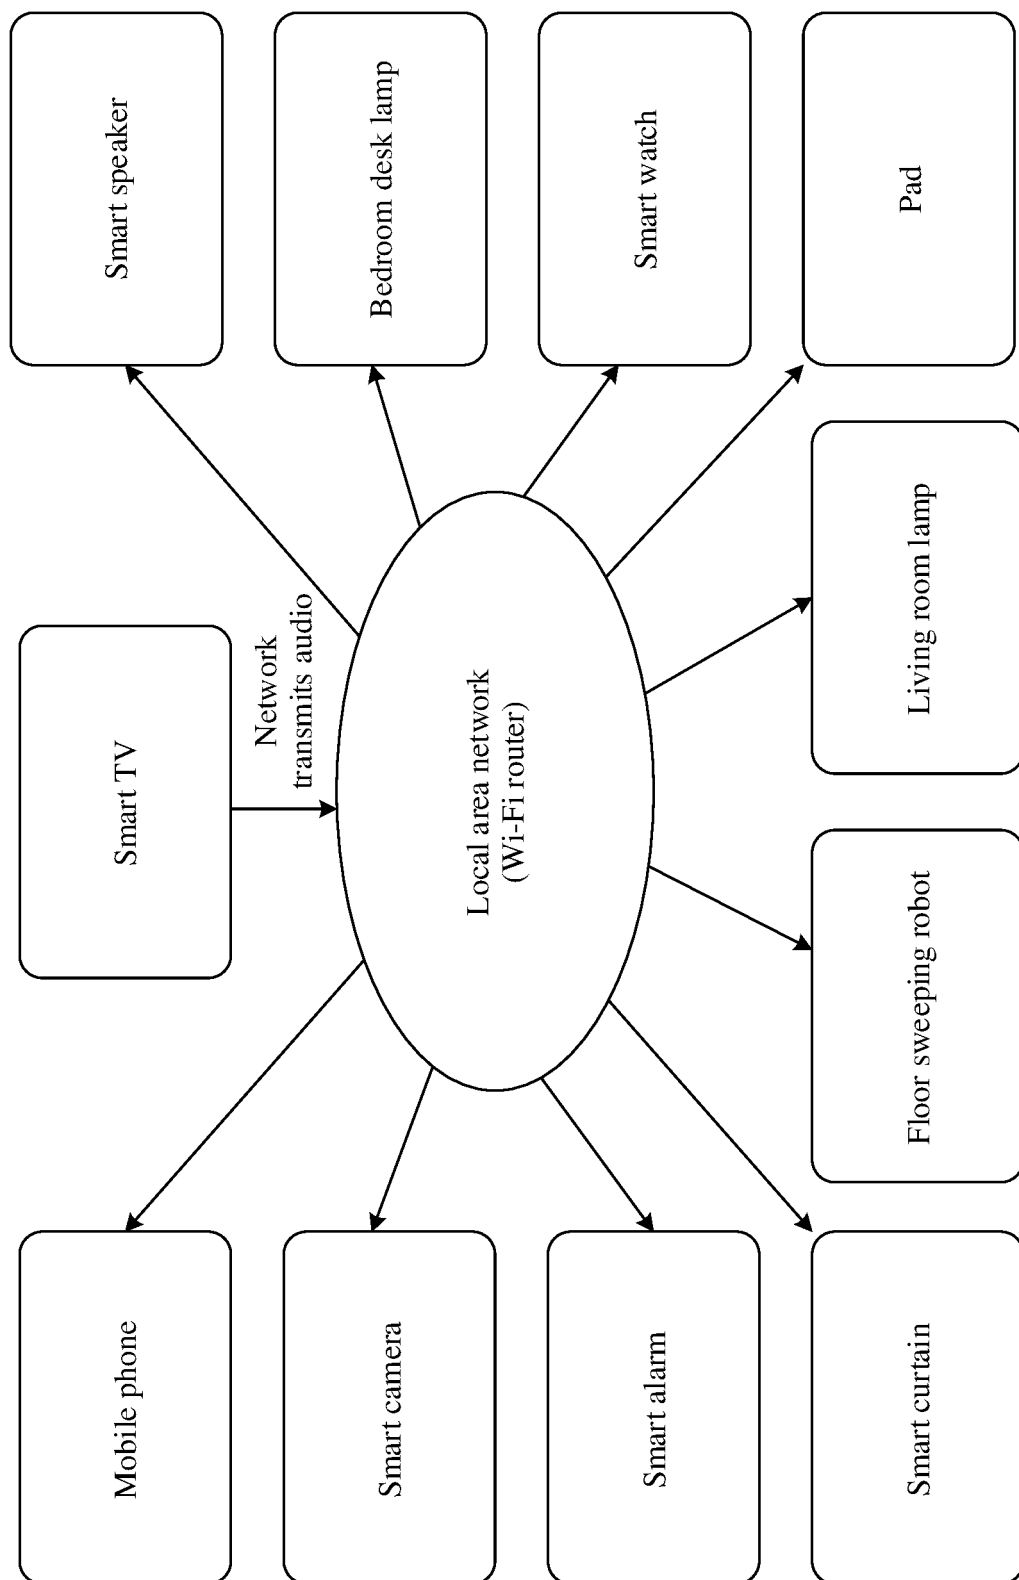 Mobile phone
Smart TV
Smart speaker
Network
transmits audio
Smart camera
Bedroom desk lamp
Local area network
(Wi-Fi router)
Smart alarm
Smart watch
Smart curtain
Floor sweeping robot
Living room lamp
Pad